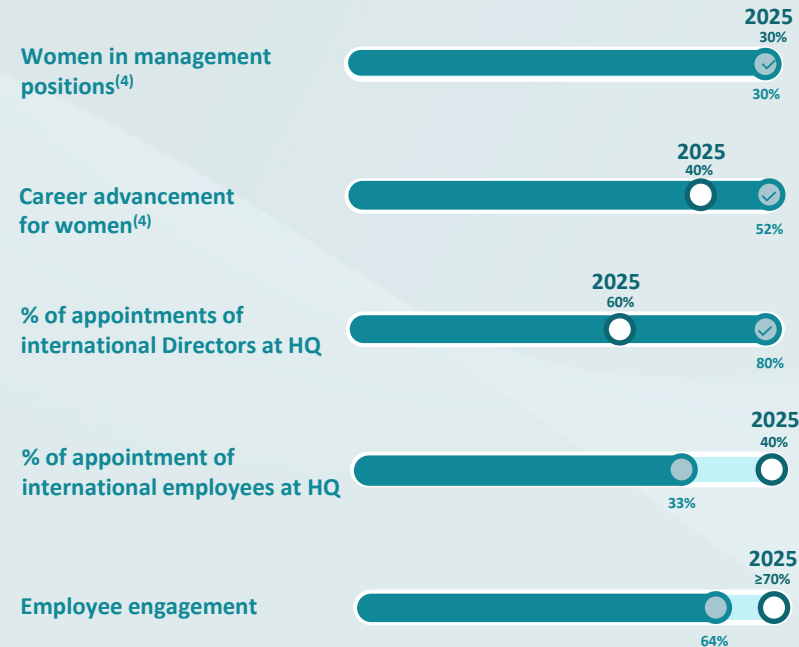 2025
30%
Women in management
positions(4)
30%
2025
40%
Career advancement
for women(4)
52%
2025
60%
% of appointments of
international Directors at HQ
80%
2025
40%
% of appointment of
international employees at HQ
33%
2025
≥70%
Employee engagement
64%